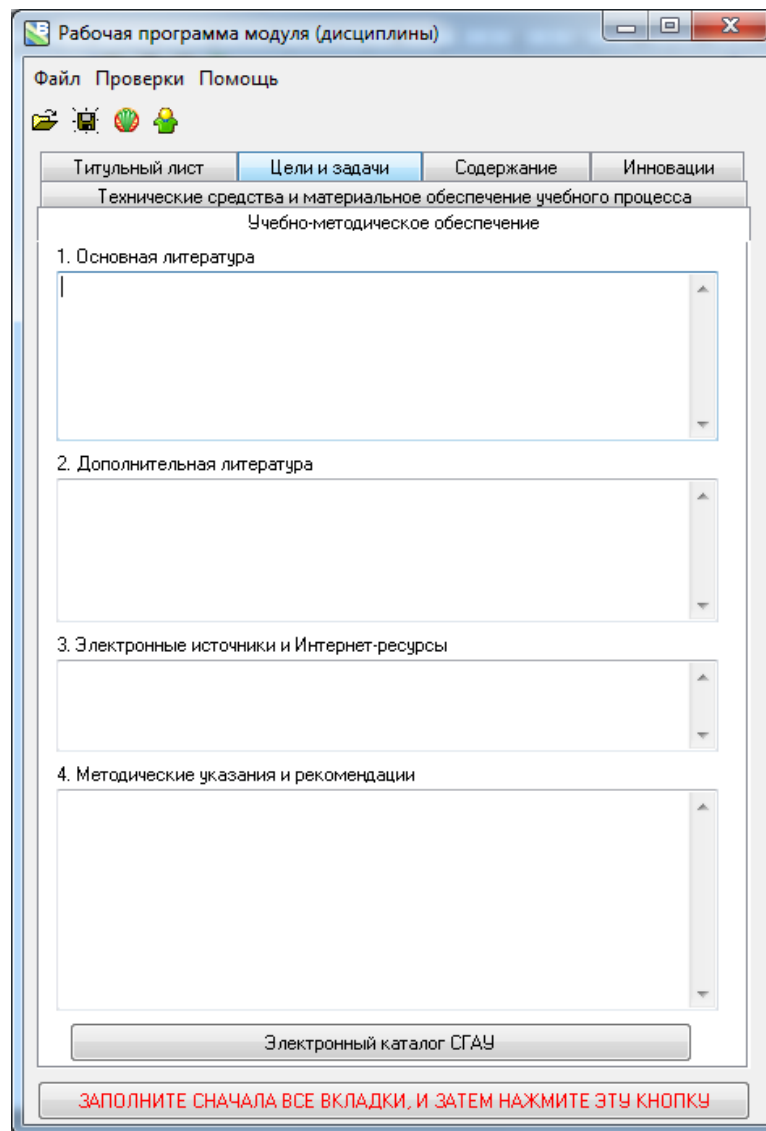 Рабочая программа модуля (дисциплины)
Файл Проверки Помощь
Титульный лист Цели и задачи Содержание Инновации
Технические средства и материальное обеспечение учебного процесса
Учебно-методическое обеспечение
1. Основная литература
2. Дополнительная литература
3. Электронные источники и Интернет-ресурсы
4. Методические указания и рекомендации
Электронный каталог СГАУ
ЗАПОЛНИТЕ СНАЧАЛА ВСЕ ВКЛАДКИ, И ЗАТЕМ НАЖМИТЕ ЭТУ КНОПКУ